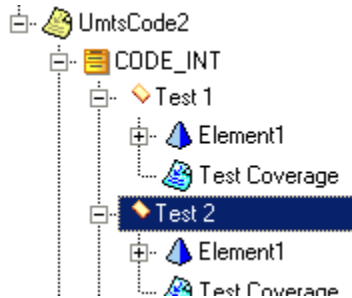 UmtsCode2
CODE_INT
Test 1
Element1
Test Coverage
Test 2
Element1
Test Coverage